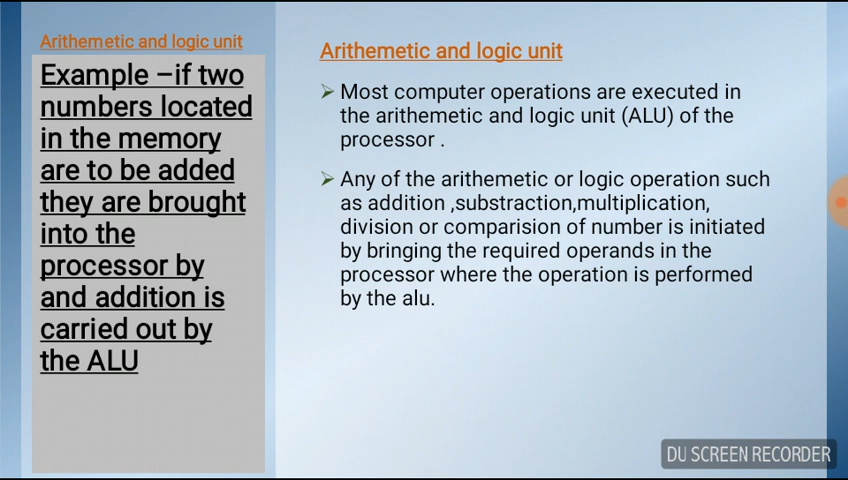 Arithemetic and logic unit
Example –if two
numbers located
in the memory
are to be added
they are brought
into the
processor by
and addition is
carried out by
the ALU
Arithemetic and logic unit
Most computer operations are executed in
the arithemetic and logic unit (ALU) of the
processor .
Any of the arithemetic or logic operation such
as addition ,substraction,multiplication,
division or comparision of number is initiated
by bringing the required operands in the
processor where the operation is performed
by the alu.
DU SCREEN RECORDER